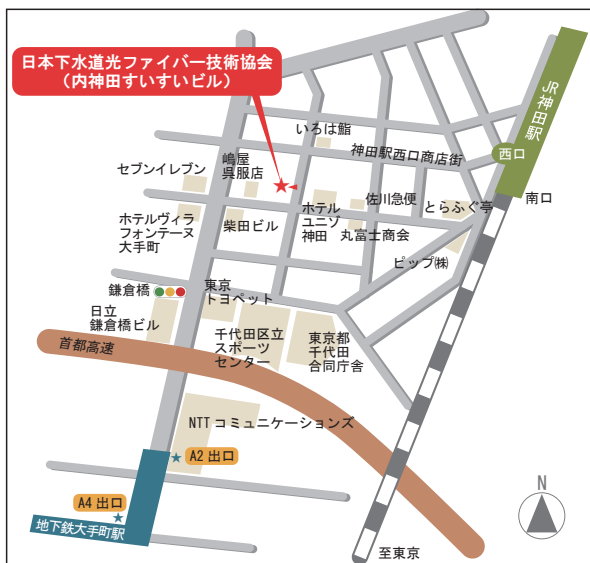 日本下水道光ファイバー技術協会
（内神田すいすいビル）
JR神田駅
いろは鮨
神田駅西口商店街
西口
嶋屋
呉服店
セブンイレブン
南口
佐川急便
とらふぐ亭
ホテル
ユニゾ
神田
丸富士商会
柴田ビル
ホテルヴィラ
フォンテーヌ
大手町
ピップ㈱
鎌倉橋
東京
トヨペット
日立
鎌倉橋ビル
千代田区立
スポーツ
センター
東京都
千代田
合同庁舎
首都高速
NTTコミュニケーションズ
A2 出口
A4 出口
地下鉄大手町駅
N
至東京